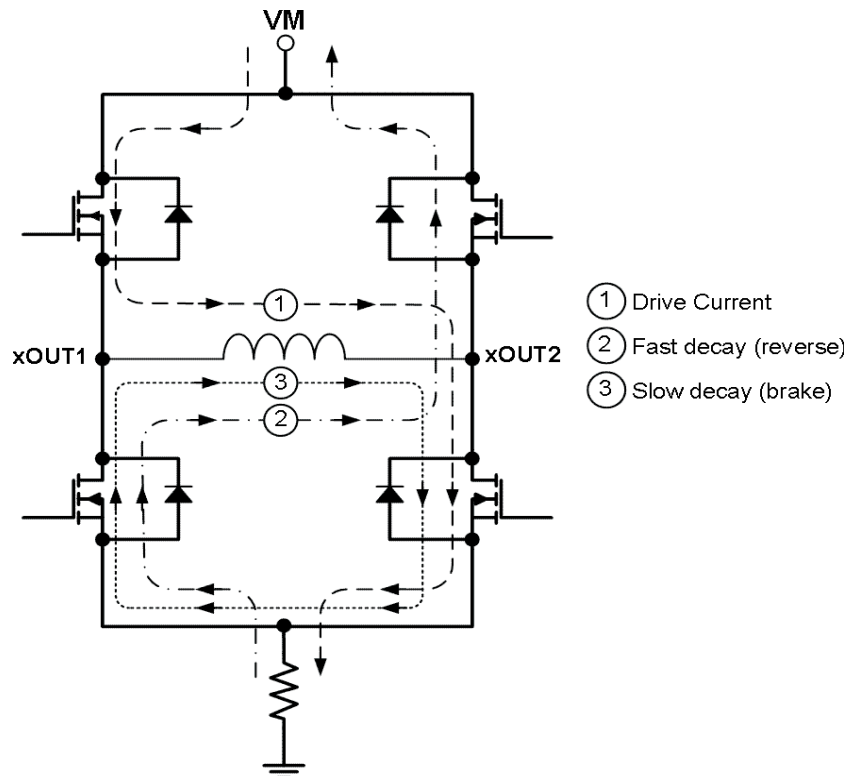 VM
1
xOUT1
xOUT2
3
2
1 Drive Current
2 Fast decay (reverse)
3 Slow decay (brake)